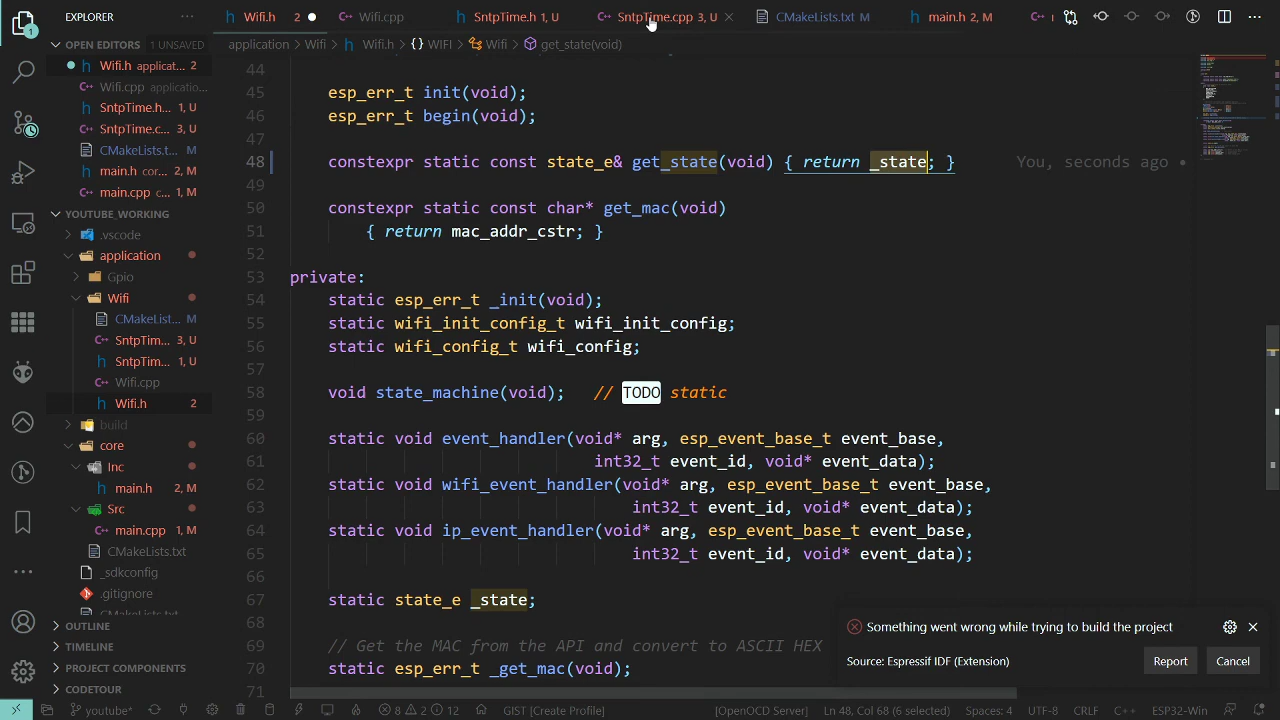 EXPLORER
Wifi.h 2
Wifi.cpp
SntpTime.h 1, U
SntpTime.cpp 3, U
CMakeLists.txt M
main.h 2, M
OPEN EDITORS 1 UNSAVED
application > Wifi > Wifi.h > {} WIFI > Wifi > get_state(void)
Wifi.h applicat... 2
Wifi.cpp applicatio...
SntpTime.h... 1, U
SntpTime.c... 3, U
CMakeLists.t... M
main.h cor... 2, M
main.cpp c... 1, M
YOUTUBE_WORKING
.vscode
application
Gpio
Wifi
CMakeList... M
SntpTim... 3, U
SntpTim... 1, U
Wifi.cpp
Wifi.h 2
build
core
Inc
main.h 2, M
Src
main.cpp 1, M
CMakeLists.txt
_sdkconfig
.gitignore
CMakeLists.txt
OUTLINE
TIMELINE
PROJECT COMPONENTS
CODETOUR
44
45 esp_err_t init(void);
46 esp_err_t begin(void);
47
48 constexpr static const state_e& get_state(void) { return _state; } You, seconds ago •
49
50 constexpr static const char* get_mac(void)
51 { return mac_addr_cstr; }
52
53 private:
54 static esp_err_t _init(void);
55 static wifi_init_config_t wifi_init_config;
56 static wifi_config_t wifi_config;
57
58 void state_machine(void); // TODO static
59
60 static void event_handler(void* arg, esp_event_base_t event_base,
61 int32_t event_id, void* event_data);
62 static void wifi_event_handler(void* arg, esp_event_base_t event_base,
63 int32_t event_id, void* event_data);
64 static void ip_event_handler(void* arg, esp_event_base_t event_base,
65 int32_t event_id, void* event_data);
66
67 static state_e _state;
68
69 // Get the MAC from the API and convert to ASCII HEX
70 static esp_err_t _get_mac(void);
71
Something went wrong while trying to build the project
Source: Espressif IDF (Extension)
Report
Cancel
youtube*
8 2 12
GIST [Create Profile]
[OpenOCD Server]
Ln 48, Col 68 (6 selected)
Spaces: 4
UTF-8
CRLF
C++
ESP32-Win